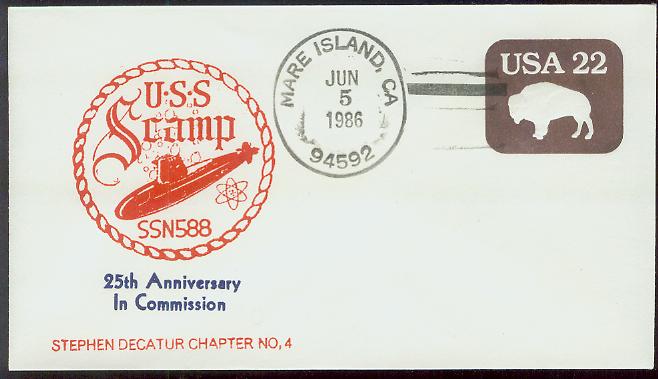 U·S·S
Scamp
SSN588
25th Anniversary
In Commission
STEPHEN DECATUR CHAPTER NO, 4
MARE ISLAND, CA
JUN
5
1986
94592
USA 22